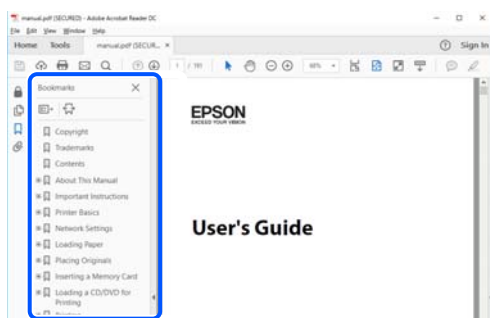 manual.pdf (SECURED) - Adobe Acrobat Reader DC
File Edit View Window Help
Home Tools manual.pdf (SECUR... × Sign In
1 / 191
Bookmarks
Copyright
Trademarks
Contents
About This Manual
Important Instructions
Printer Basics
Network Settings
Loading Paper
Placing Originals
Inserting a Memory Card
Loading a CD/DVD for
Printing
EPSON
EXCEED YOUR VISION
User's Guide